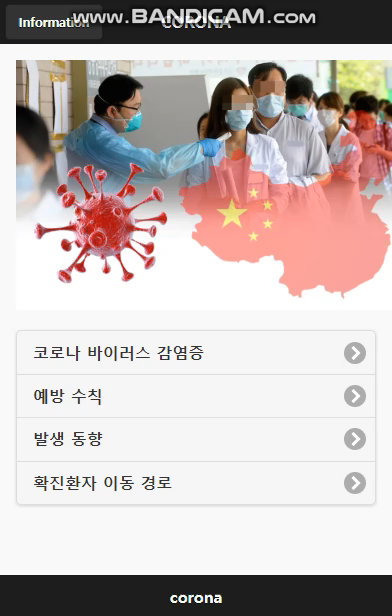 www.BANDICAM.com
Information
CORONA
코로나 바이러스 감염증
예방 수칙
발생 동향
확진환자 이동 경로
corona